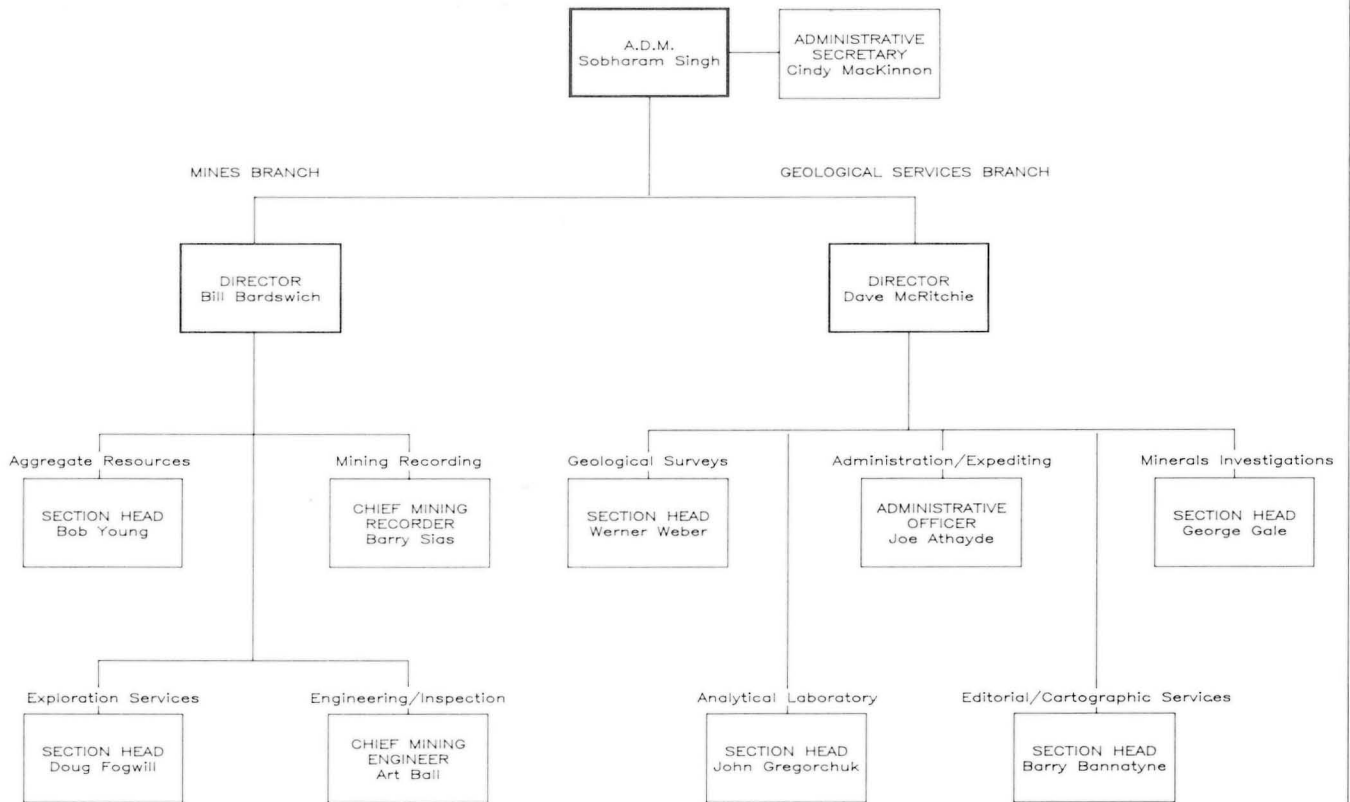 A.D.M.
Sobharam Singh
ADMINISTRATIVE
SECRETARY
Cindy MacKinnon
MINES BRANCH
GEOLOGICAL SERVICES BRANCH
DIRECTOR
Bill Bardswich
DIRECTOR
Dave McRitchie
Aggregate Resources
SECTION HEAD
Bob Young
Mining Recording
CHIEF MINING
RECORDER
Barry Sias
Geological Surveys
SECTION HEAD
Werner Weber
Administration/Expediting
ADMINISTRATIVE
OFFICER
Joe Athayde
Minerals Investigations
SECTION HEAD
George Gale
Exploration Services
SECTION HEAD
Doug Fogwill
Engineering/Inspection
CHIEF MINING
ENGINEER
Art Ball
Analytical Laboratory
SECTION HEAD
John Gregorchuk
Editorial/Cartographic Services
SECTION HEAD
Barry Bannatyne